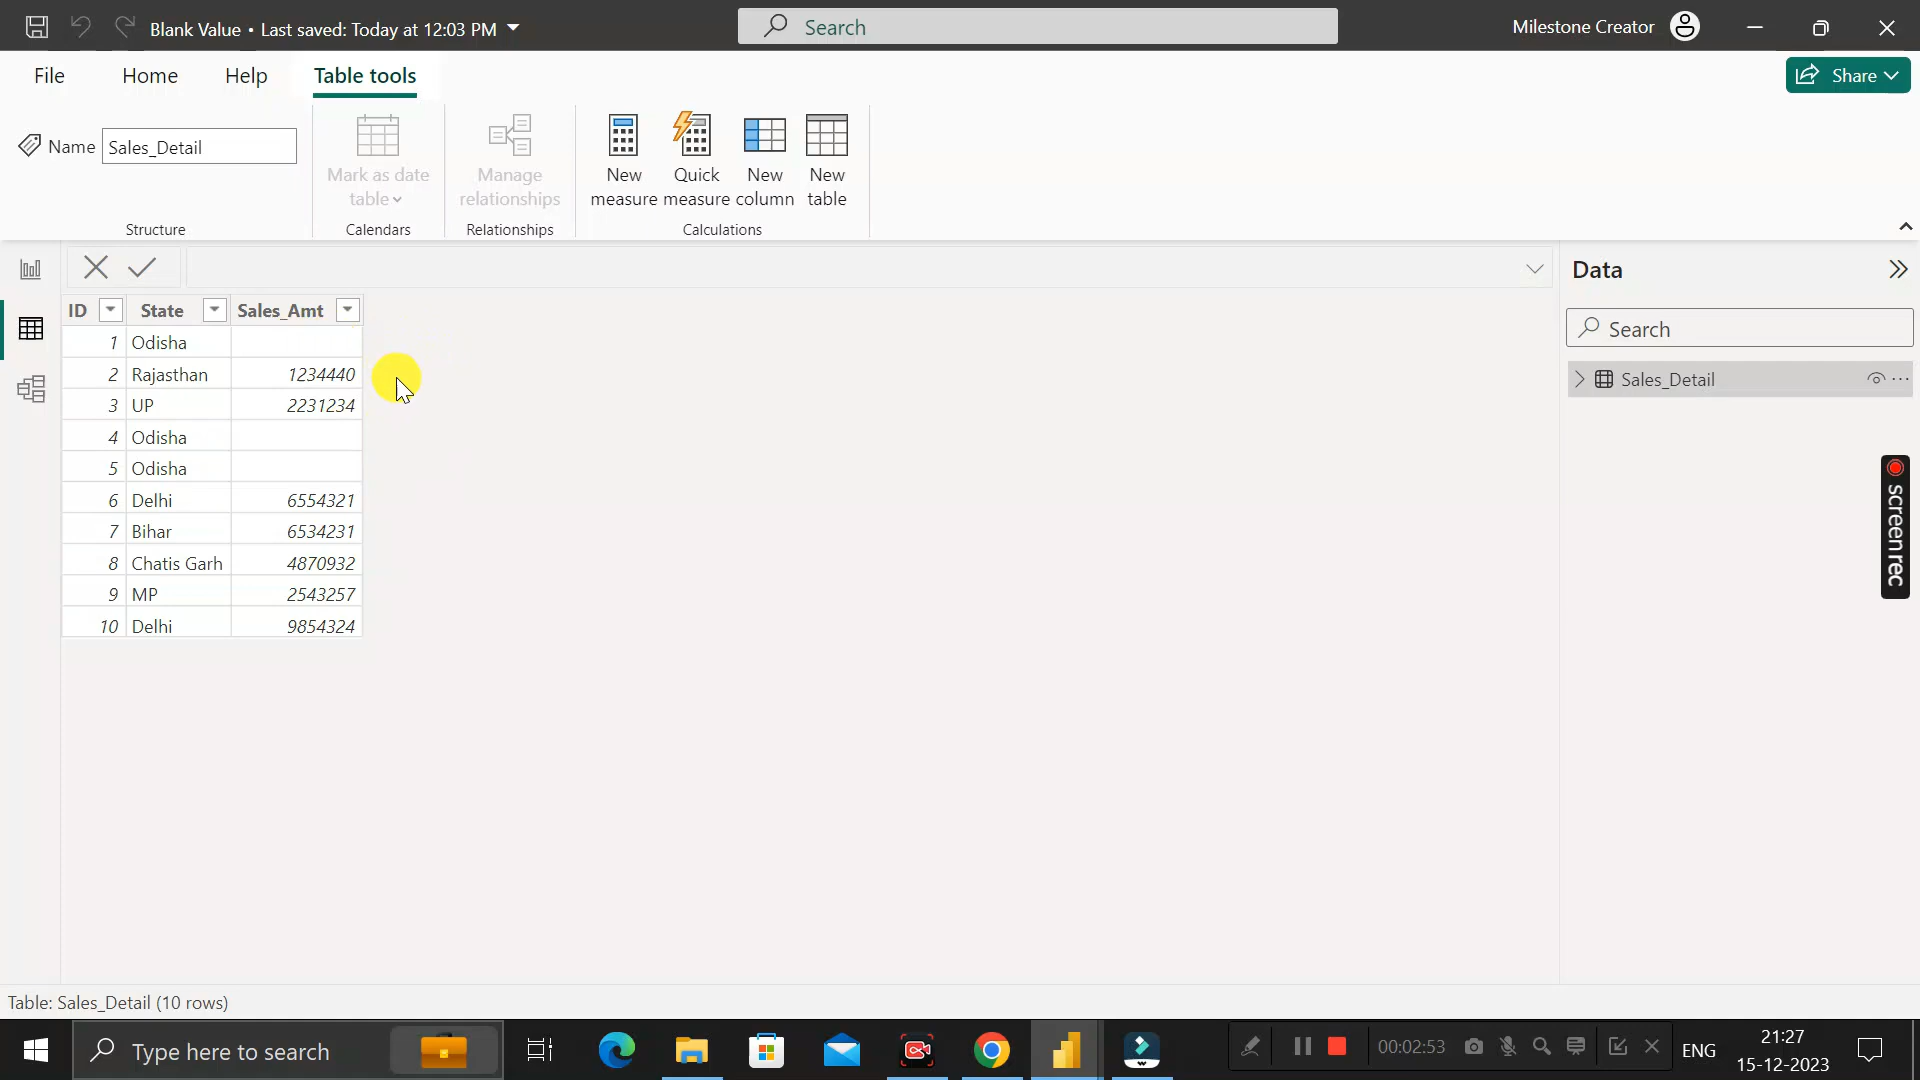 Blank Value • Last saved: Today at 12:03 PM
Search
Milestone Creator
File Home Help Table tools
Share
Name Sales_Detail
Mark as date table
Manage relationships
New measure
Quick measure
New column
New table
Structure Calendars Relationships Calculations
Data
Search
Sales_Detail
ID State Sales_Amt
1 Odisha
2 Rajasthan 1234440
3 UP 2231234
4 Odisha
5 Odisha
6 Delhi 6554321
7 Bihar 6534231
8 Chatis Garh 4870932
9 MP 2543257
10 Delhi 9854324
screen rec
Table: Sales_Detail (10 rows)
Type here to search
00:02:53
ENG
21:27
15-12-2023